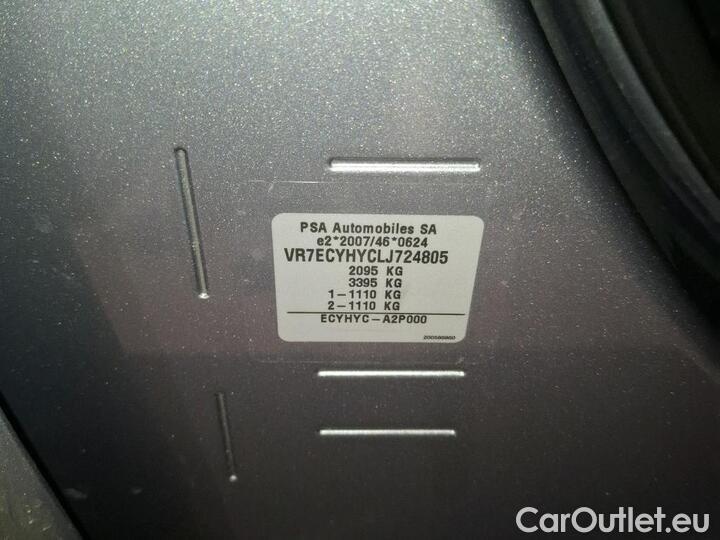 PSA Automobiles SA
e2*2007/46*0624
VR7ECYHYCLJ724805
2095 KG
3395 KG
1-1110 KG
2-1110 KG
ECYHYC-A2P000
CarOutlet.eu